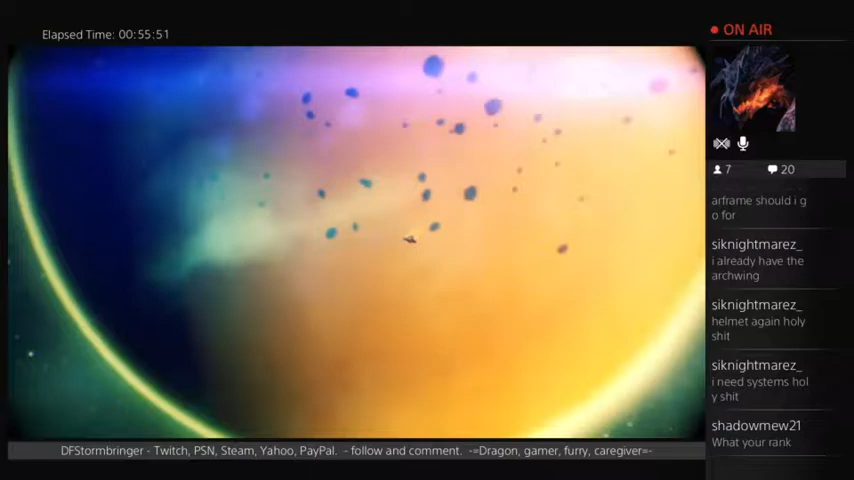 Elapsed Time: 00:55:51
ON AIR
7
20
arframe should i g
o for
siknightmarez_
i already have the
archwing
siknightmarez_
helmet again holy
shit
siknightmarez_
i need systems hol
y shit
shadowmew21
What your rank
DFStormbringer - Twitch, PSN, Steam, Yahoo, PayPal. - follow and comment. -=Dragon, gamer, furry, caregiver=-